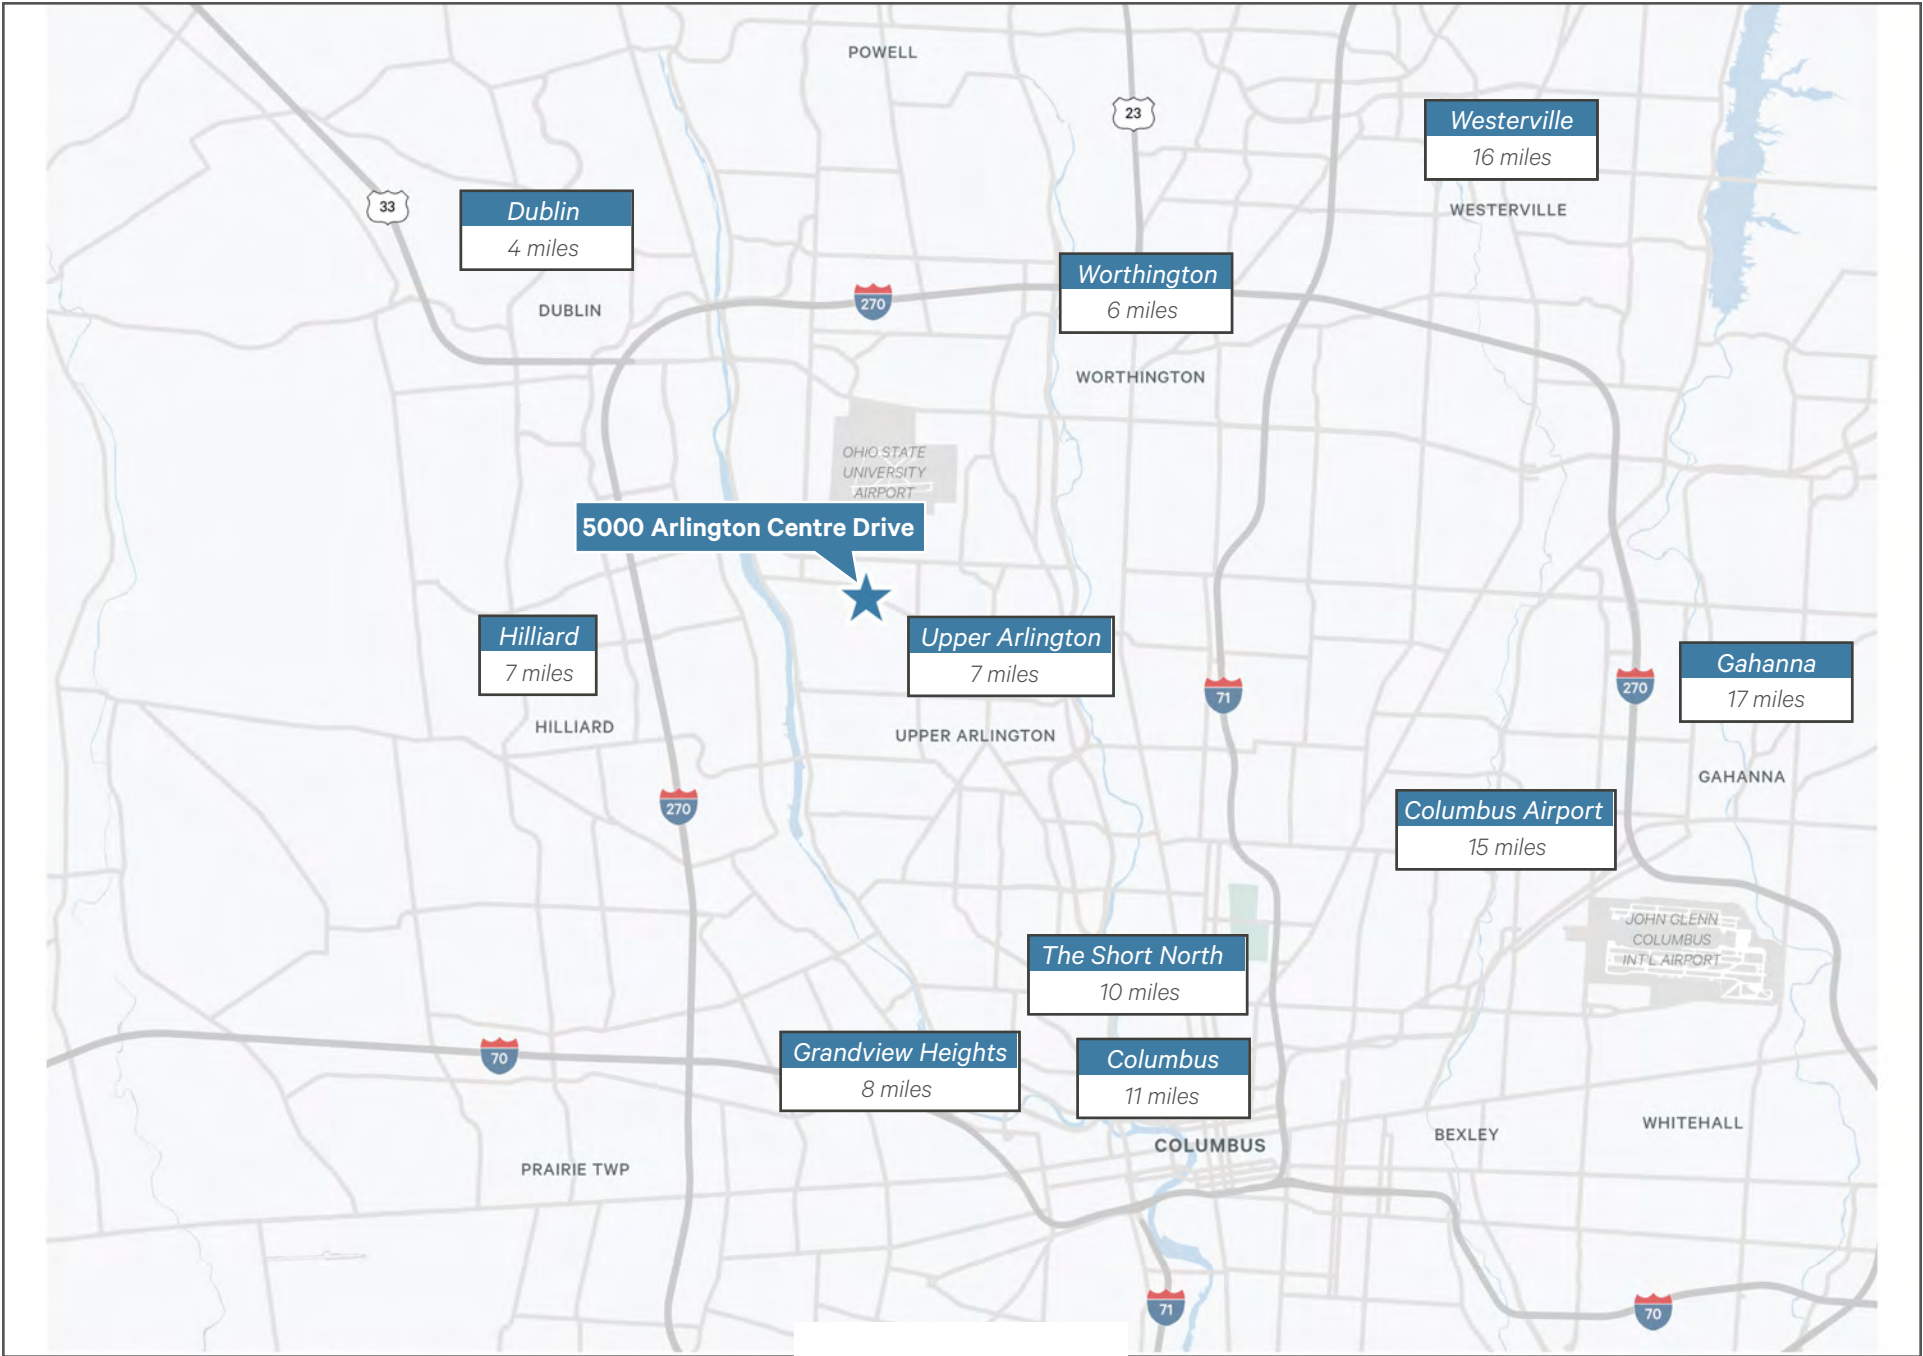 POWELL
23
Westerville
16 miles
WESTERVILLE
33
Dublin
4 miles
DUBLIN
270
Worthington
6 miles
WORTHINGTON
OHIO STATE
UNIVERSITY
AIRPORT
5000 Arlington Centre Drive
Hilliard
7 miles
HILLIARD
Upper Arlington
7 miles
UPPER ARLINGTON
71
270
Gahanna
17 miles
GAHANNA
270
Columbus Airport
15 miles
JOHN GLENN
COLUMBUS
INT'L AIRPORT
The Short North
10 miles
70
Grandview Heights
8 miles
Columbus
11 miles
COLUMBUS
BEXLEY
WHITEHALL
PRAIRIE TWP
71
70